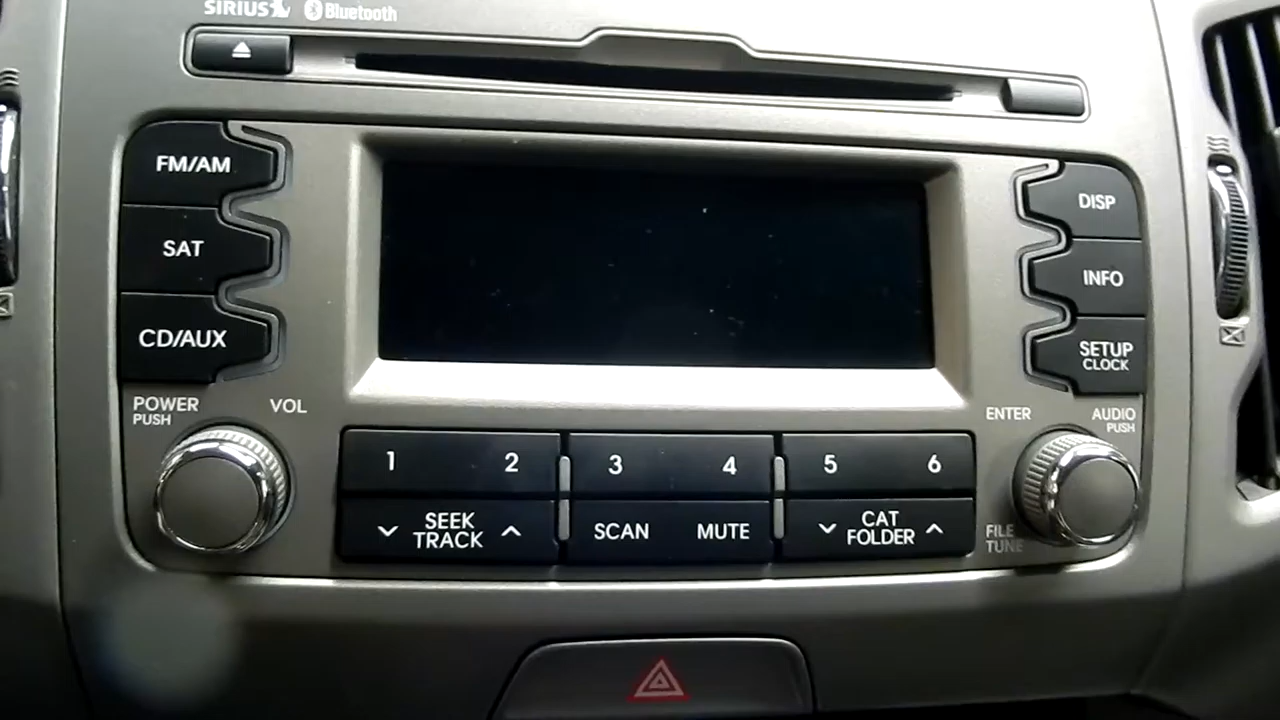 SIRIUS Bluetooth
FM/AM
DISP
SAT
INFO
CD/AUX
SETUP
CLOCK
POWER
PUSH
VOL
ENTER
AUDIO
PUSH
1 2 3 4 5 6
SEEK
TRACK
SCAN
MUTE
CAT
FOLDER
FILE
TUNE